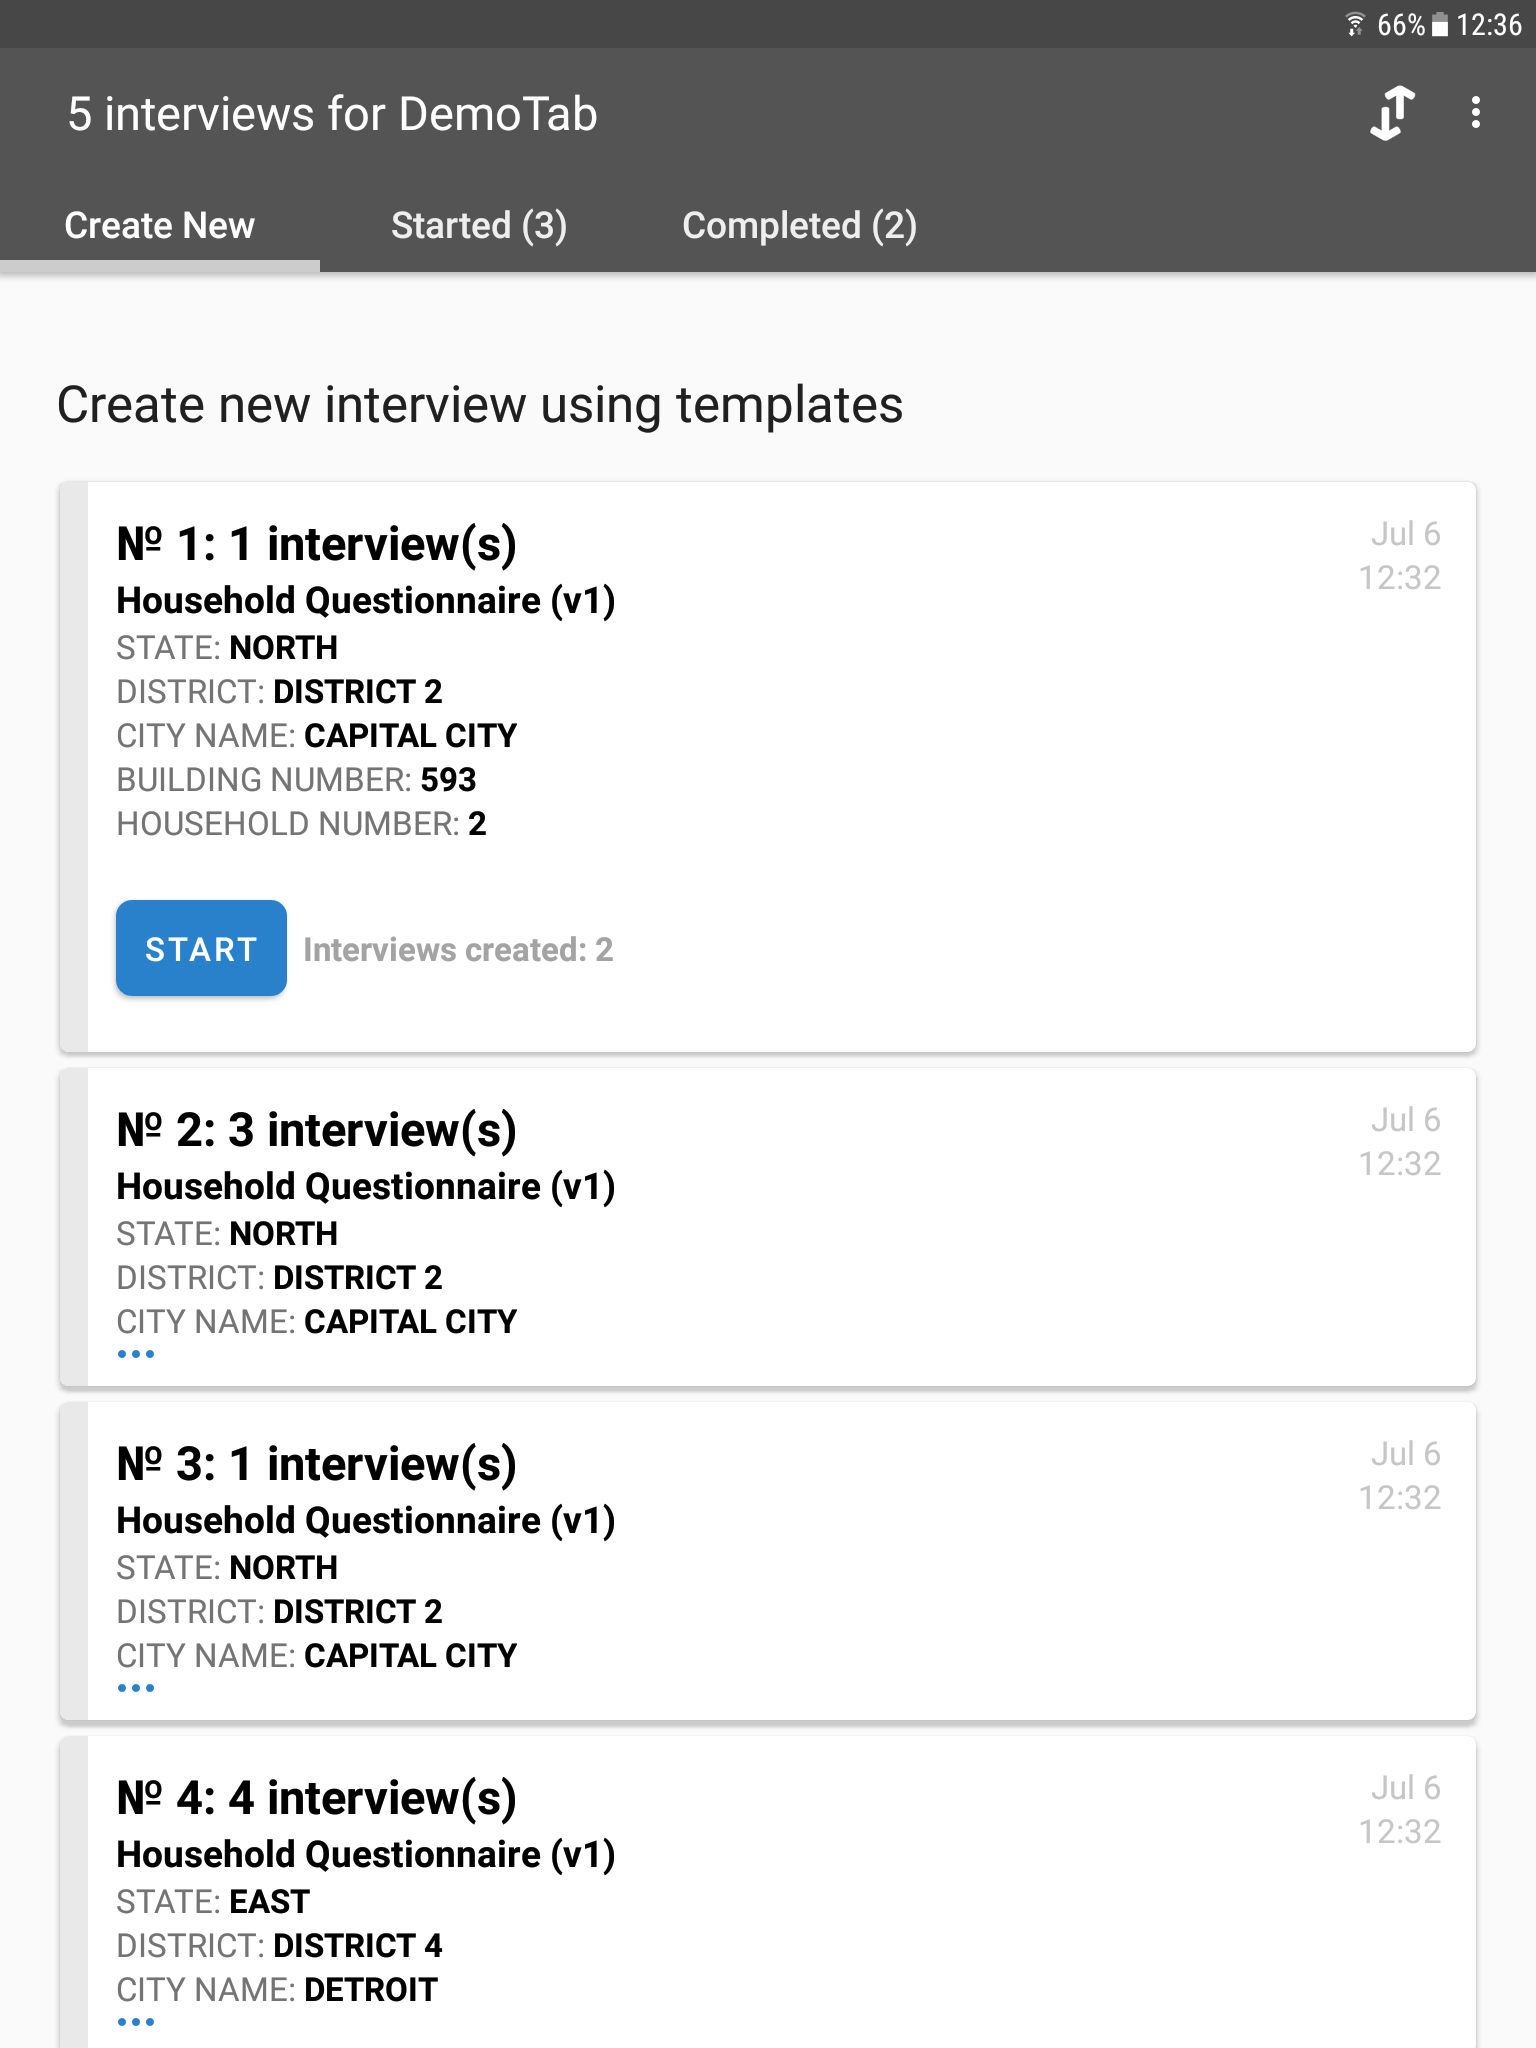 66% 12:36
5 interviews for DemoTab
Create New Started (3) Completed (2)
Create new interview using templates
№ 1: 1 interview(s)
Jul 6
12:32
Household Questionnaire (v1)
STATE: NORTH
DISTRICT: DISTRICT 2
CITY NAME: CAPITAL CITY
BUILDING NUMBER: 593
HOUSEHOLD NUMBER: 2
START Interviews created: 2
№ 2: 3 interview(s)
Jul 6
12:32
Household Questionnaire (v1)
STATE: NORTH
DISTRICT: DISTRICT 2
CITY NAME: CAPITAL CITY
•••
№ 3: 1 interview(s)
Jul 6
12:32
Household Questionnaire (v1)
STATE: NORTH
DISTRICT: DISTRICT 2
CITY NAME: CAPITAL CITY
•••
№ 4: 4 interview(s)
Jul 6
12:32
Household Questionnaire (v1)
STATE: EAST
DISTRICT: DISTRICT 4
CITY NAME: DETROIT
•••